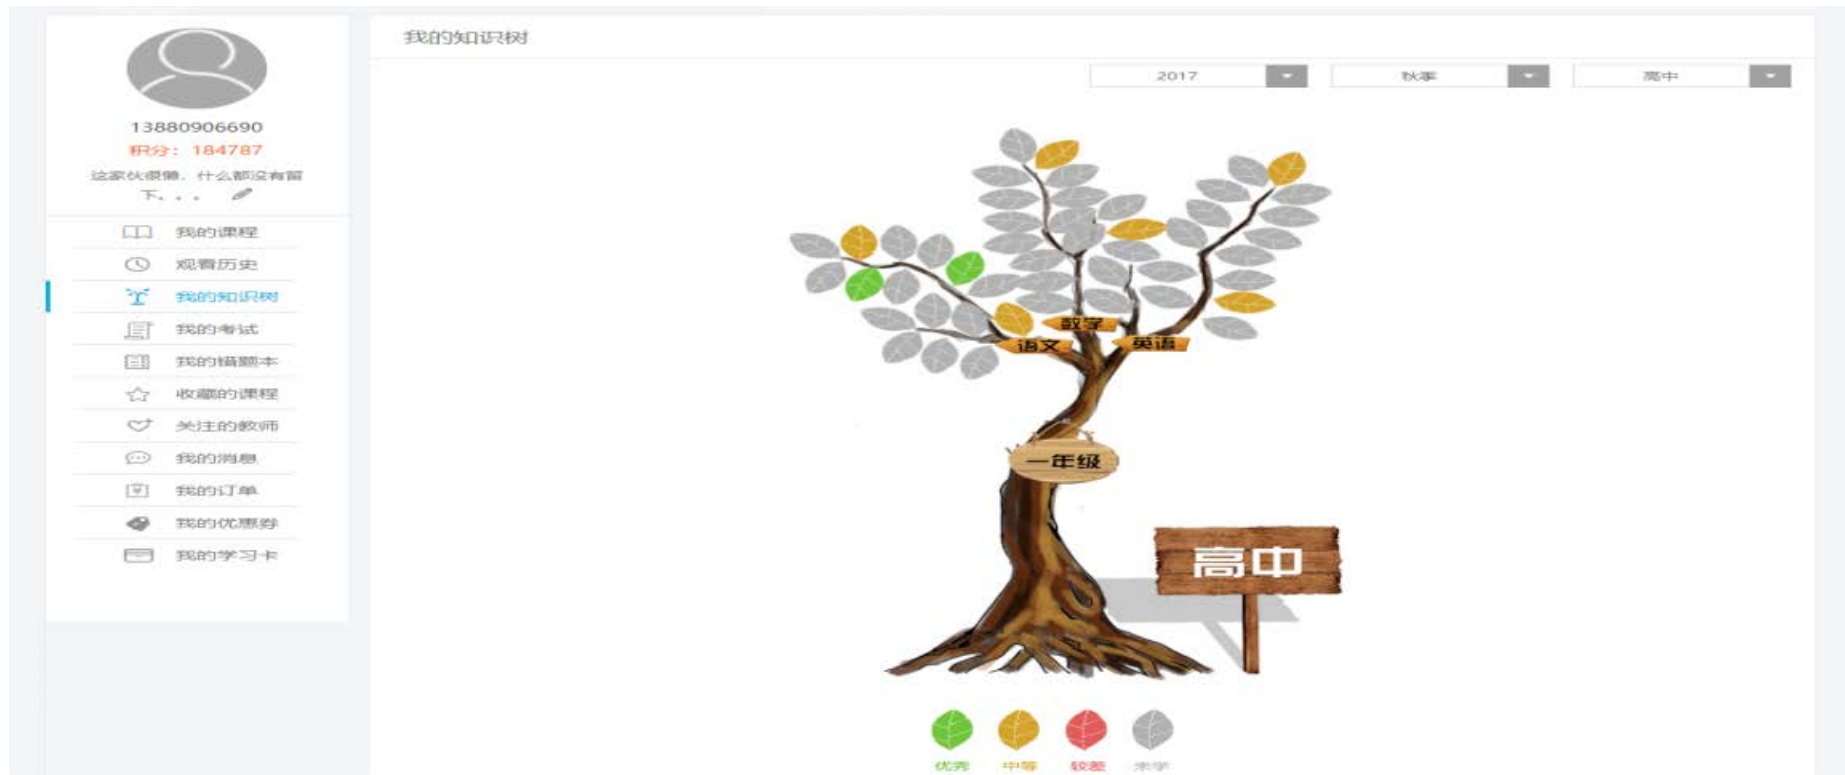 我的知识树
2017
秋季
高中
13880906690
积分：184787
这家伙很懒，什么都没有留
下。。。
我的课程
观看历史
我的知识树
我的考试
我的错题本
收藏的课程
关注的教师
我的消息
我的订单
我的优惠券
我的学习卡
数学
语文
英语
一年级
高中
优秀
中等
较差
未学